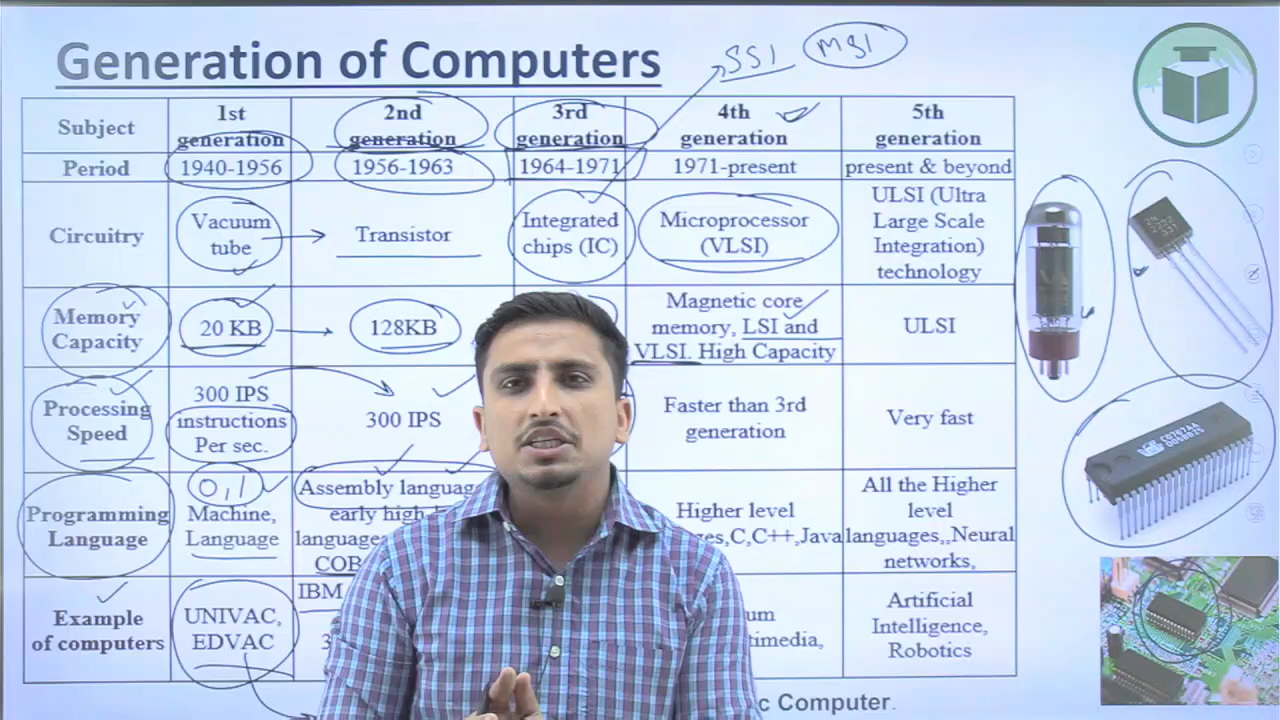 Generation of Computers
SSI
MSI
Subject
1st
generation
2nd
generation
3rd
generation
4th
generation
5th
generation
Period
1940-1956
1956-1963
1964-1971
1971-present
present & beyond
Circuitry
Vacuum
tube
Transistor
Integrated
chips (IC)
Microprocessor
(VLSI)
ULSI (Ultra
Large Scale
Integration)
technology
Memory
Capacity
20 KB
128KB
Magnetic core
memory, LSI and
VLSI. High Capacity
ULSI
Processing
Speed
300 IPS
instructions
Per sec.
300 IPS
Faster than 3rd
generation
Very fast
Programming
Language
0,1
Machine,
Language
Assembly
early
COB
Higher level
,C,C++,Java
All the Higher
level
languages,,Neural
networks,
Example
of computers
UNIVAC,
EDVAC
IBM
Artificial
Intelligence,
Robotics
Computer.